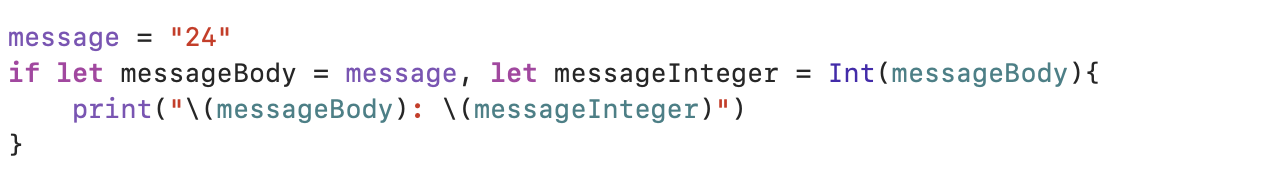 message = "24"
if let messageBody = message, let messageInteger = Int(messageBody){
    print("\(messageBody): \(messageInteger)")
}